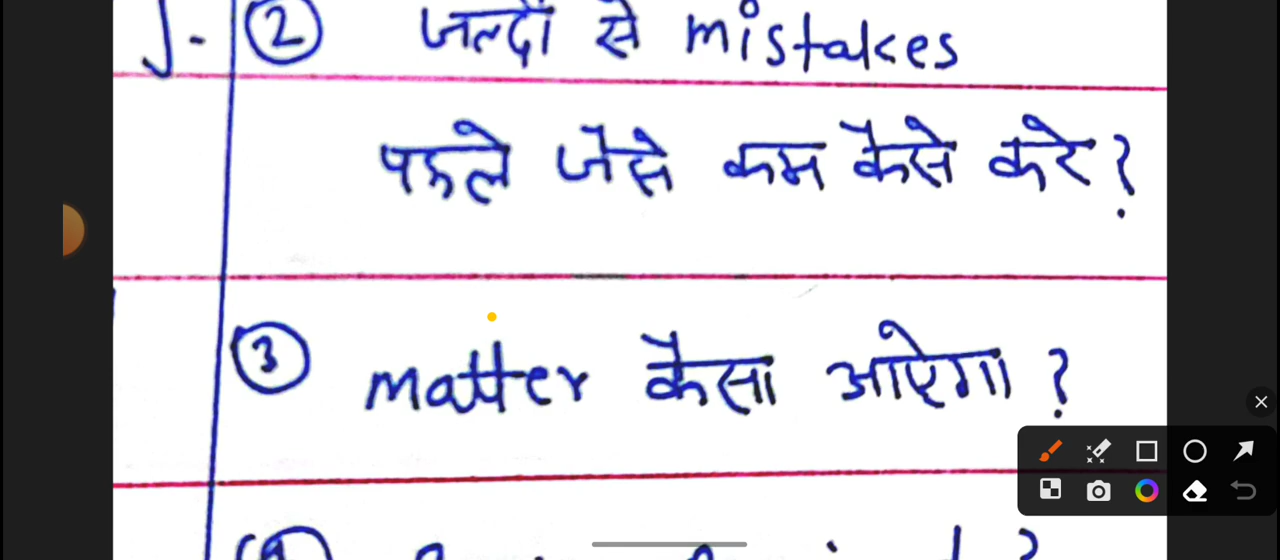 ② जल्दी से mistakes
पहले जैसे कम कैसे करे?
③ matter कैसा आएगा?